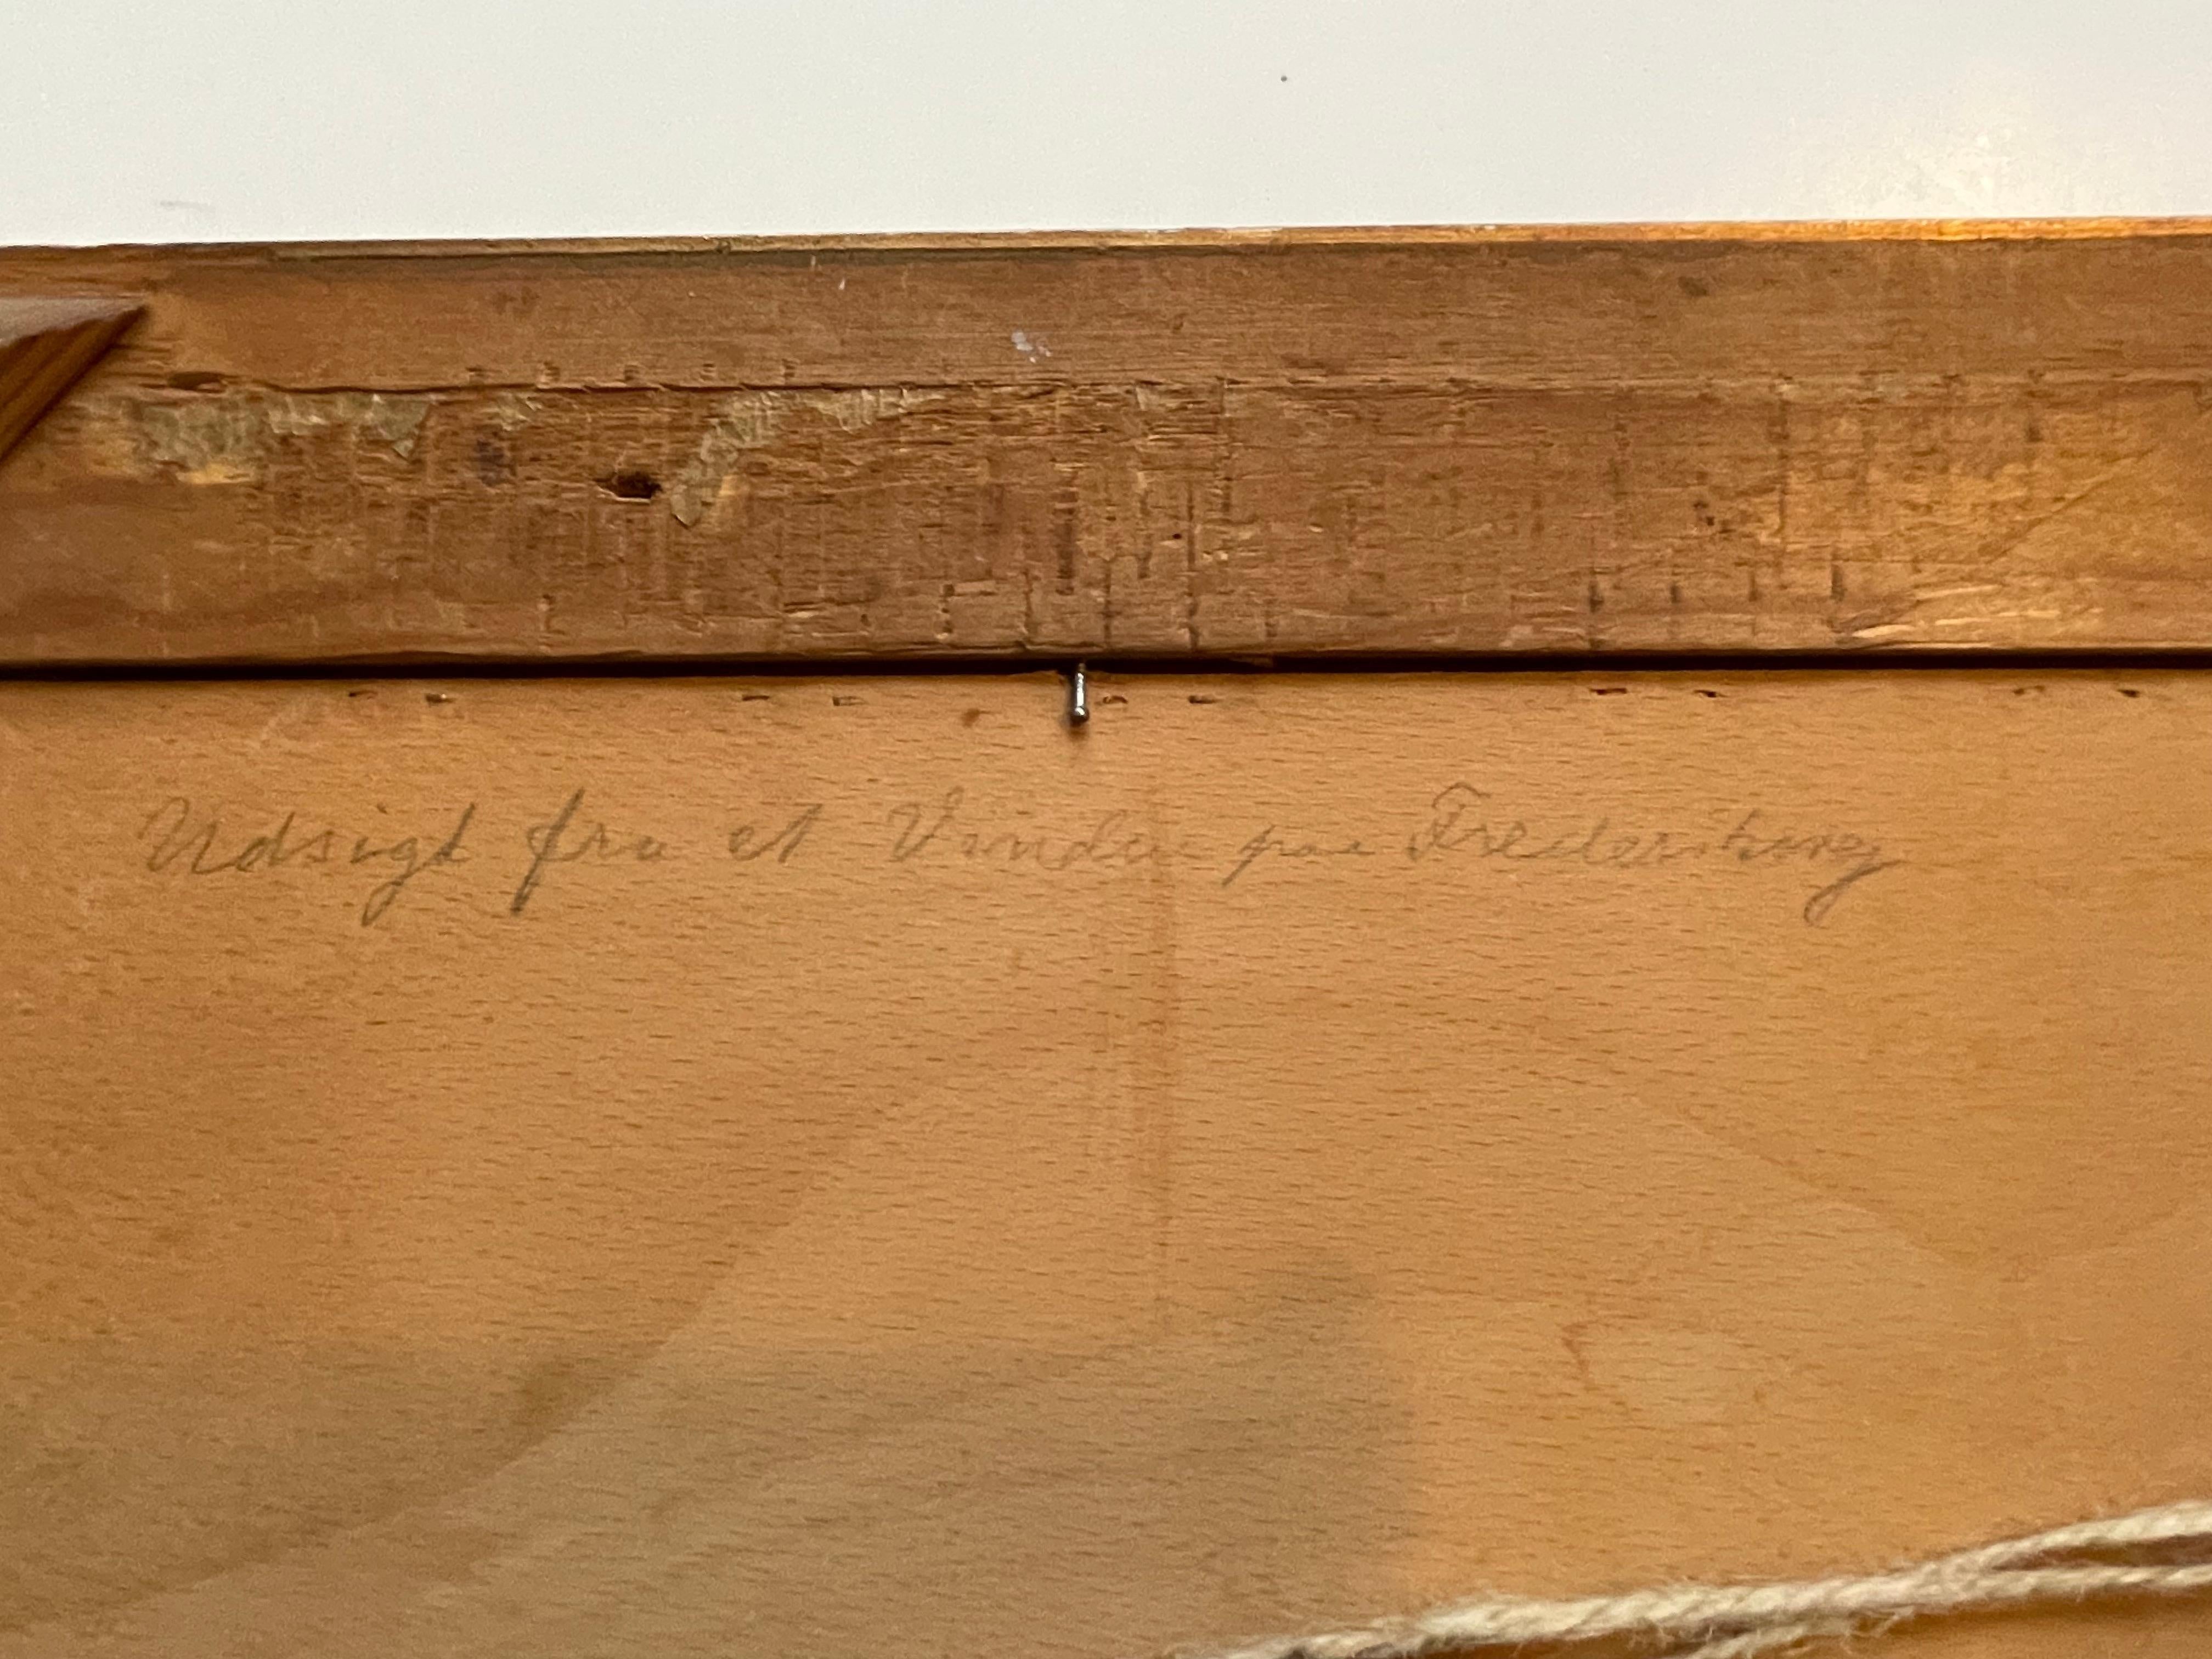 Udsigt fra et Vindue paa Frederiksberg